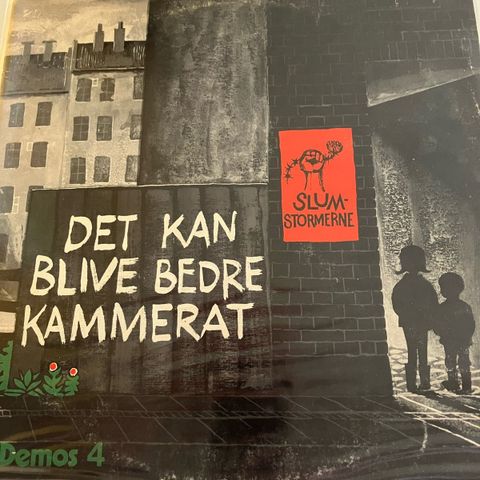 SLUM-
STORMERNE
DET KAN
BLIVE BEDRE
KAMMERAT
Demos 4